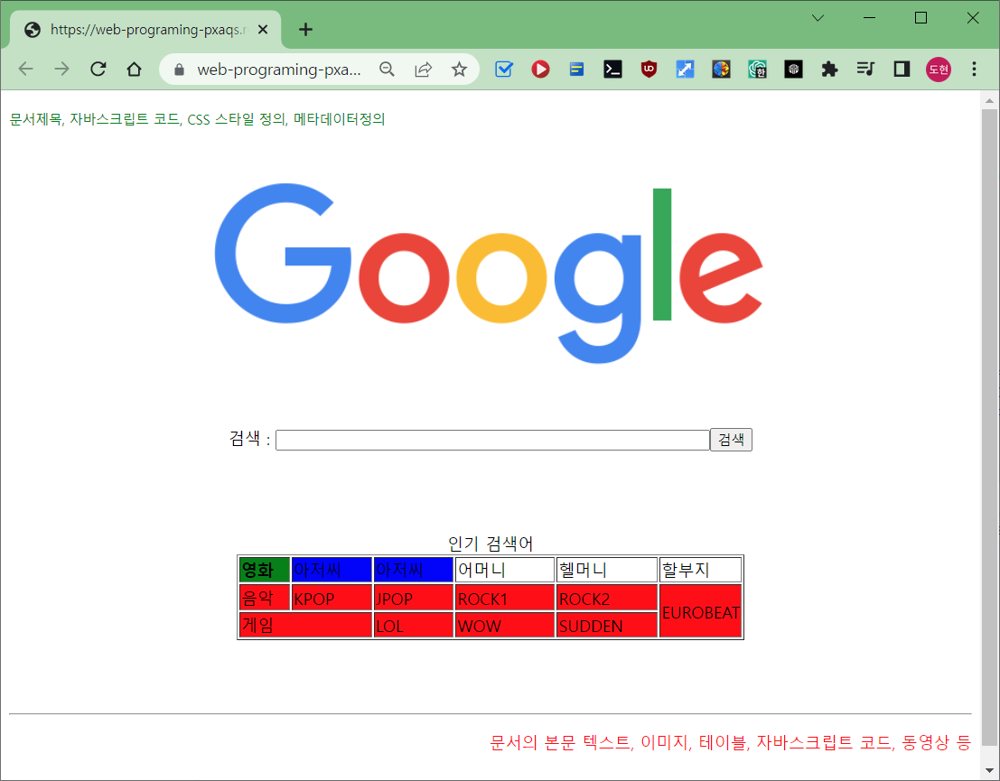 https://web-programing-pxaqs.n
web-programing-pxa...
도현
문서제목, 자바스크립트 코드, CSS 스타일 정의, 메타데이터정의
Google
검색 : 검색
인기 검색어
영화 아저씨 아저씨 어머니 헬머니 할부지
음악 KPOP JPOP ROCK1 ROCK2 EUROBEAT
게임 LOL WOW SUDDEN
문서의 본문 텍스트, 이미지, 테이블, 자바스크립트 코드, 동영상 등